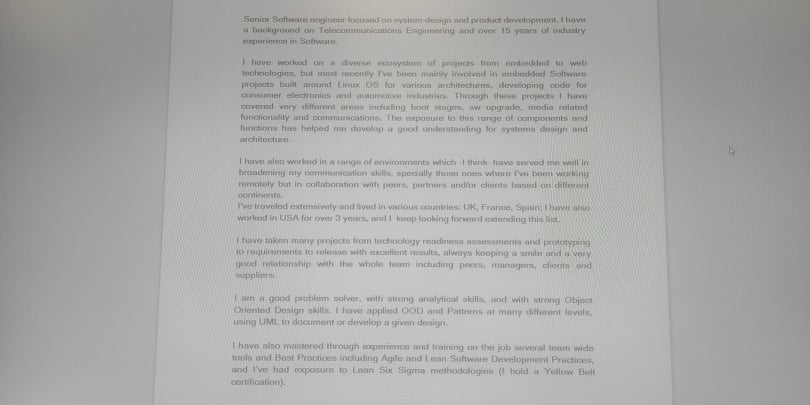 Senior Software engineer focused on system design and product development. I have
a background on Telecommunications Engineering and over 15 years of industry
experience in Software.
I have worked on a diverse ecosystem of projects from embedded to web
technologies, but most recently I've been mainly involved in embedded Software
projects built around Linux OS for various architectures, developing code for
consumer electronics and automotive industries. Through these projects I have
covered very different areas including boot stages, sw upgrade, media related
functionality and communications. The exposure to this range of components and
functions has helped me develop a good understanding for systems design and
architecture.
I have also worked in a range of environments which -I think- have served me well in
broadening my communication skills, specially those ones where I've been working
remotely but in collaboration with peers, partners and/or clients based on different
continents.
I've traveled extensively and lived in various countries: UK, France, Spain; I have also
worked in USA for over 3 years, and I keep looking forward extending this list.
I have taken many projects from technology readiness assessments and prototyping
to requirements to release with excellent results, always keeping a smile and a very
good relationship with the whole team including peers, managers, clients and
suppliers.
I am a good problem solver, with strong analytical skills, and with strong Object
Oriented Design skills. I have applied OOD and Patterns at many different levels,
using UML to document or develop a given design.
I have also mastered through experience and training on the job several team wide
tools and Best Practices including Agile and Lean Software Development Practices,
and I've had exposure to Lean Six Sigma methodologies (I hold a Yellow Belt
certification).